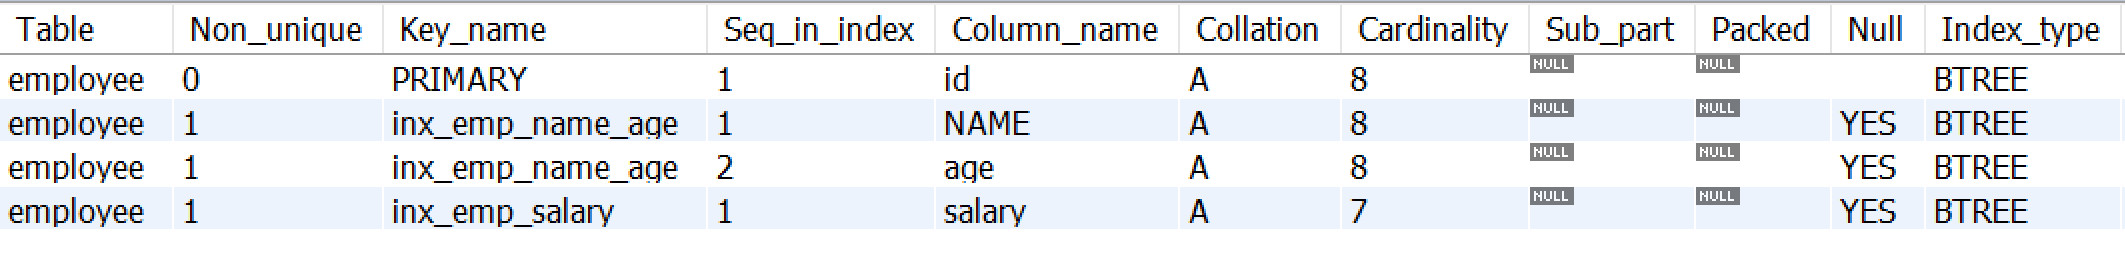 Table Non_unique Key_name Seq_in_index Column_name Collation Cardinality Sub_part Packed Null Index_type
employee 0 PRIMARY 1 id A 8 NULL NULL BTREE
employee 1 inx_emp_name_age 1 NAME A 8 NULL NULL YES BTREE
employee 1 inx_emp_name_age 2 age A 8 NULL NULL YES BTREE
employee 1 inx_emp_salary 1 salary A 7 NULL NULL YES BTREE